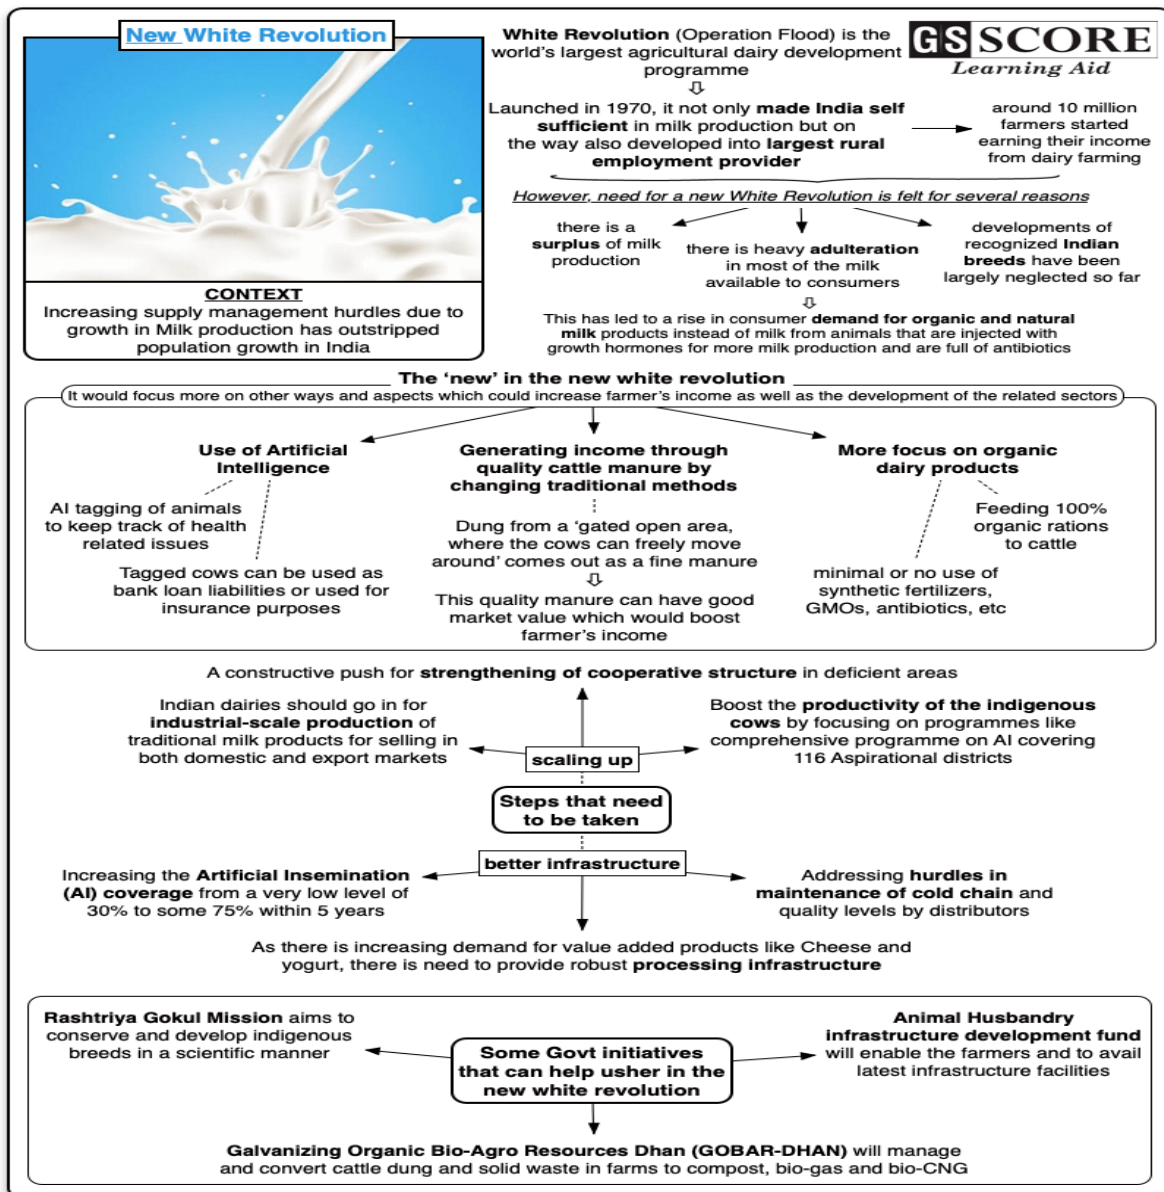 New White Revolution
CONTEXT
Increasing supply management hurdles due to
growth in Milk production has outstripped
population growth in India
White Revolution (Operation Flood) is the
world's largest agricultural dairy development
programme
GS SCORE
Learning Aid
Launched in 1970, it not only made India self
sufficient in milk production but on
the way also developed into largest rural
employment provider
around 10 million
farmers started
earning their income
from dairy farming
However, need for a new White Revolution is felt for several reasons
there is a
surplus of milk
production
there is heavy adulteration
in most of the milk
available to consumers
developments of
recognized Indian
breeds have been
largely neglected so far
This has led to a rise in consumer demand for organic and natural
milk products instead of milk from animals that are injected with
growth hormones for more milk production and are full of antibiotics
The 'new' in the new white revolution
It would focus more on other ways and aspects which could increase farmer's income as well as the development of the related sectors
Use of Artificial
Intelligence
AI tagging of animals
to keep track of health
related issues
Tagged cows can be used as
bank loan liabilities or used for
insurance purposes
Generating income through
quality cattle manure by
changing traditional methods
Dung from a 'gated open area,
where the cows can freely move
around' comes out as a fine manure
This quality manure can have good
market value which would boost
farmer's income
More focus on organic
dairy products
Feeding 100%
organic rations
to cattle
minimal or no use of
synthetic fertilizers,
GMOs, antibiotics, etc
A constructive push for strengthening of cooperative structure in deficient areas
Indian dairies should go in for
industrial-scale production of
traditional milk products for selling in
both domestic and export markets
Boost the productivity of the indigenous
cows by focusing on programmes like
comprehensive programme on AI covering
116 Aspirational districts
scaling up
Steps that need
to be taken
better infrastructure
Increasing the Artificial Insemination
(AI) coverage from a very low level of
30% to some 75% within 5 years
Addressing hurdles in
maintenance of cold chain and
quality levels by distributors
As there is increasing demand for value added products like Cheese and
yogurt, there is need to provide robust processing infrastructure
Rashtriya Gokul Mission aims to
conserve and develop indigenous
breeds in a scientific manner
Some Govt initiatives
that can help usher in the
new white revolution
Animal Husbandry
infrastructure development fund
will enable the farmers and to avail
latest infrastructure facilities
Galvanizing Organic Bio-Agro Resources Dhan (GOBAR-DHAN) will manage
and convert cattle dung and solid waste in farms to compost, bio-gas and bio-CNG